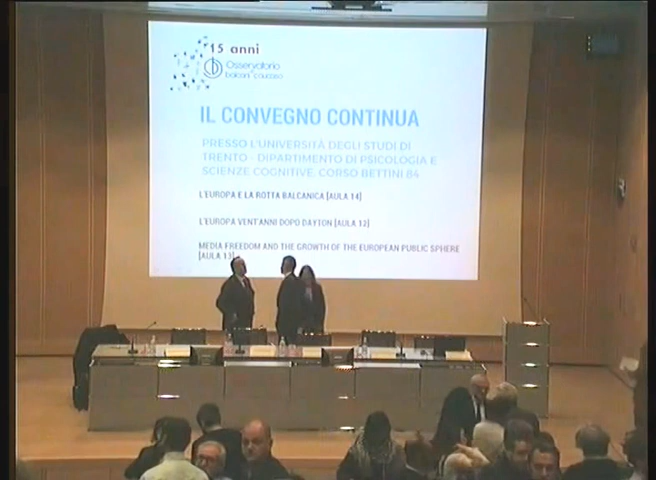 15 anni
Osservatorio
balcani e caucaso
IL CONVEGNO CONTINUA
PRESSO L'UNIVERSITÀ DEGLI STUDI DI
TRENTO - DIPARTIMENTO DI PSICOLOGIA E
SCIENZE COGNITIVE, CORSO BETTINI 84
L'EUROPA E LA ROTTA BALCANICA [AULA 14]
L'EUROPA VENT'ANNI DOPO DAYTON [AULA 12]
MEDIA FREEDOM AND THE GROWTH OF THE EUROPEAN PUBLIC SPHERE
[AULA 13]